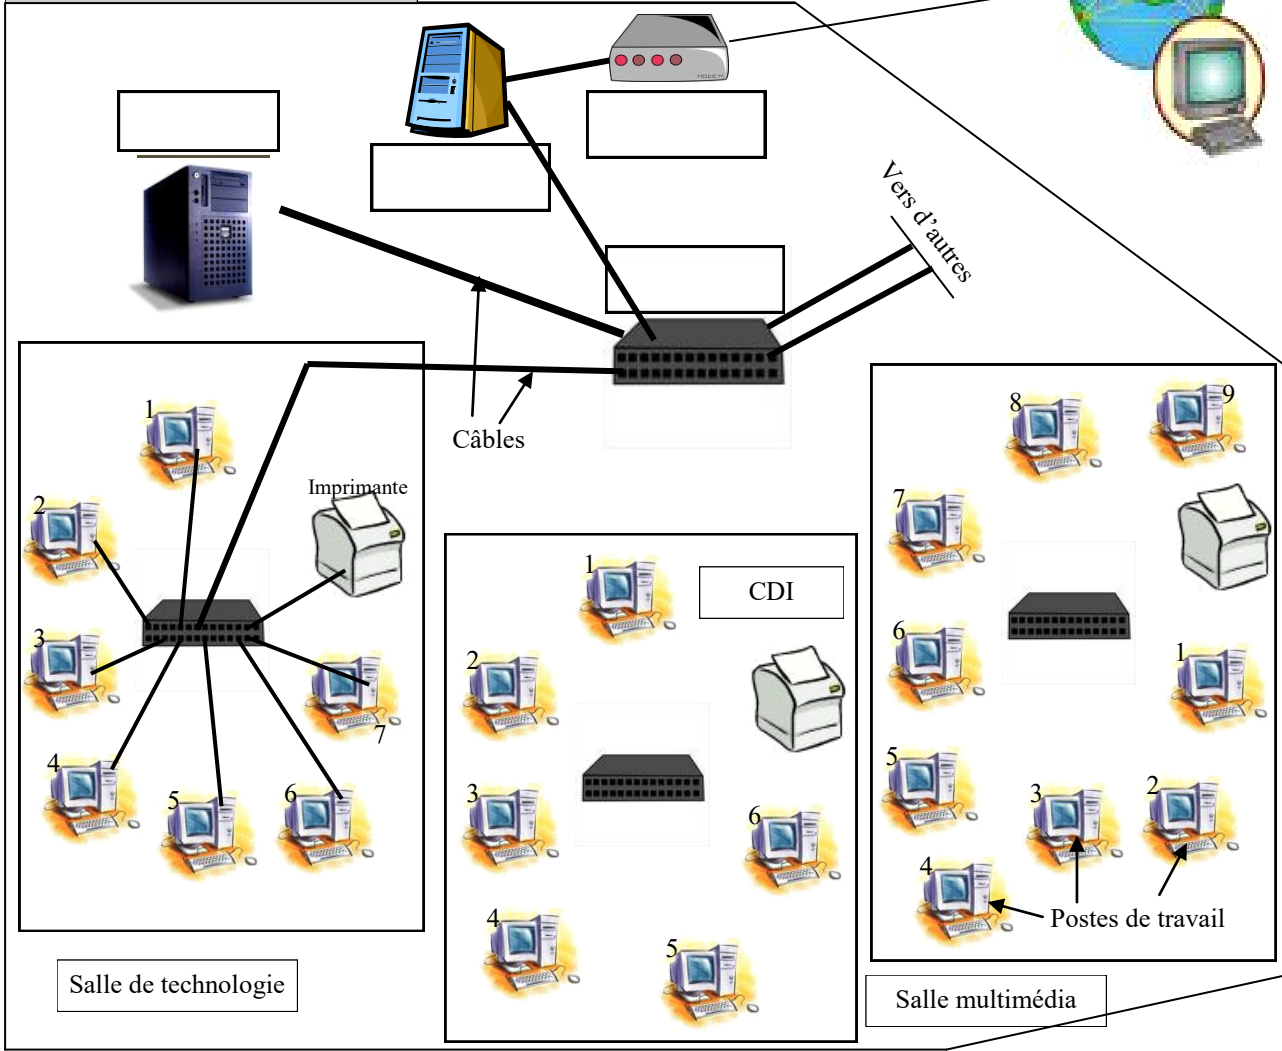 MODEM
Vers d'autres
Câbles
1
2
Imprimante
3
7
4
5
6
Salle de technologie
1
CDI
2
3
6
4
5
8
9
7
6
1
5
3
2
4
Postes de travail
Salle multimédia